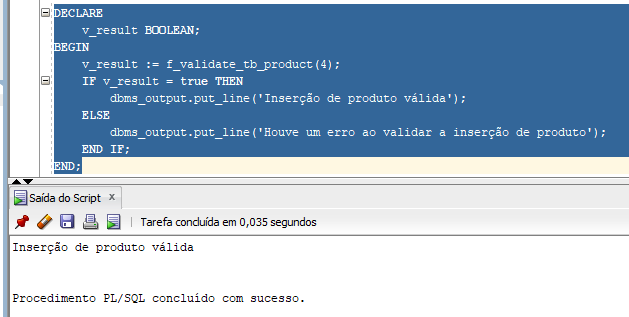 DECLARE
v_result BOOLEAN;
BEGIN
v_result := f_validate_tb_product(4);
IF v_result = true THEN
dbms_output.put_line('Inserção de produto válida');
ELSE
dbms_output.put_line('Houve um erro ao validar a inserção de produto');
END IF;
END;
Saída do Script x
Tarefa concluída em 0,035 segundos
Inserção de produto válida
Procedimento PL/SQL concluído com sucesso.